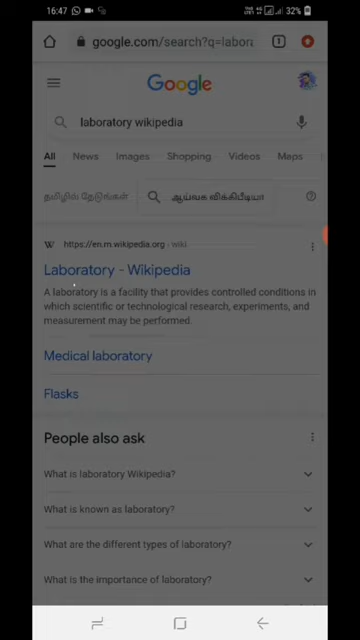 16:47
32%
google.com/search?q=labora
1
Google
laboratory wikipedia
All News Images Shopping Videos Maps
தமிழில் தேடுங்கள்
ஆய்வக விக்கிபீடியா
W https://en.m.wikipedia.org › wiki
Laboratory - Wikipedia
A laboratory is a facility that provides controlled conditions in
which scientific or technological research, experiments, and
measurement may be performed.
Medical laboratory
Flasks
People also ask
What is laboratory Wikipedia?
What is known as laboratory?
What are the different types of laboratory?
What is the importance of laboratory?